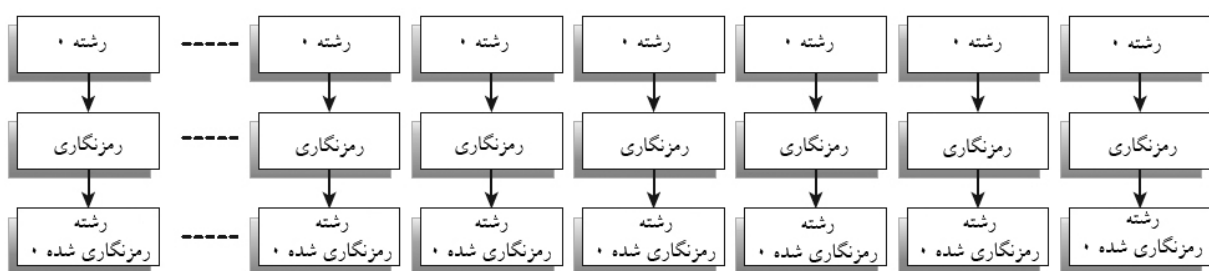 رشته ۰ رشته ۰ رشته ۰ رشته ۰ رشته ۰ رشته ۰ ----- رشته ۰
رمزنگاری رمزنگاری رمزنگاری رمزنگاری رمزنگاری رمزنگاری ----- رمزنگاری
رشته رشته رشته رشته رشته رشته رشته
رمزنگاری شده ۰ رمزنگاری شده ۰ رمزنگاری شده ۰ رمزنگاری شده ۰ رمزنگاری شده ۰ رمزنگاری شده ۰ ----- رمزنگاری شده ۰